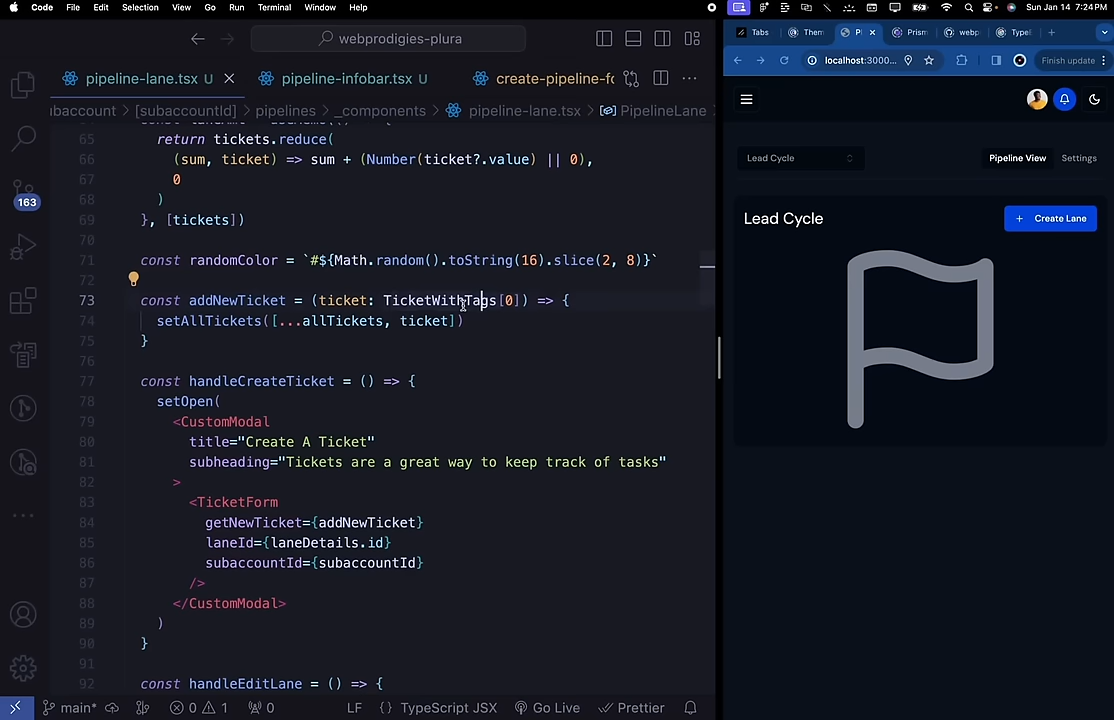 Code File Edit Selection View Go Run Terminal Window Help
Sun Jan 14 7:24 PM
webprodigies-plura
pipeline-lane.tsx U
pipeline-infobar.tsx U
create-pipeline-fo
ubaccount > [subaccountId] > pipelines > _components > pipeline-lane.tsx > PipelineLane
65 return tickets.reduce(
66 (sum, ticket) => sum + (Number(ticket?.value) || 0),
67 0
68 )
69 }, [tickets])
70
71 const randomColor = `#${Math.random().toString(16).slice(2, 8)}`
72
73 const addNewTicket = (ticket: TicketWithTags[0]) => {
74 setAllTickets([...allTickets, ticket])
75 }
76
77 const handleCreateTicket = () => {
78 setOpen(
79 <CustomModal
80 title="Create A Ticket"
81 subheading="Tickets are a great way to keep track of tasks"
82 >
83 <TicketForm
84 getNewTicket={addNewTicket}
85 laneId={laneDetails.id}
86 subaccountId={subaccountId}
87 />
88 </CustomModal>
89 )
90 }
91
92 const handleEditLane = () => {
163
main*
0 1 0
LF
{ } TypeScript JSX
Go Live
Prettier
Tabs
Them
Pi
Prism
webp
Type
localhost:3000...
Finish update
Lead Cycle
Pipeline View
Settings
Lead Cycle
+ Create Lane